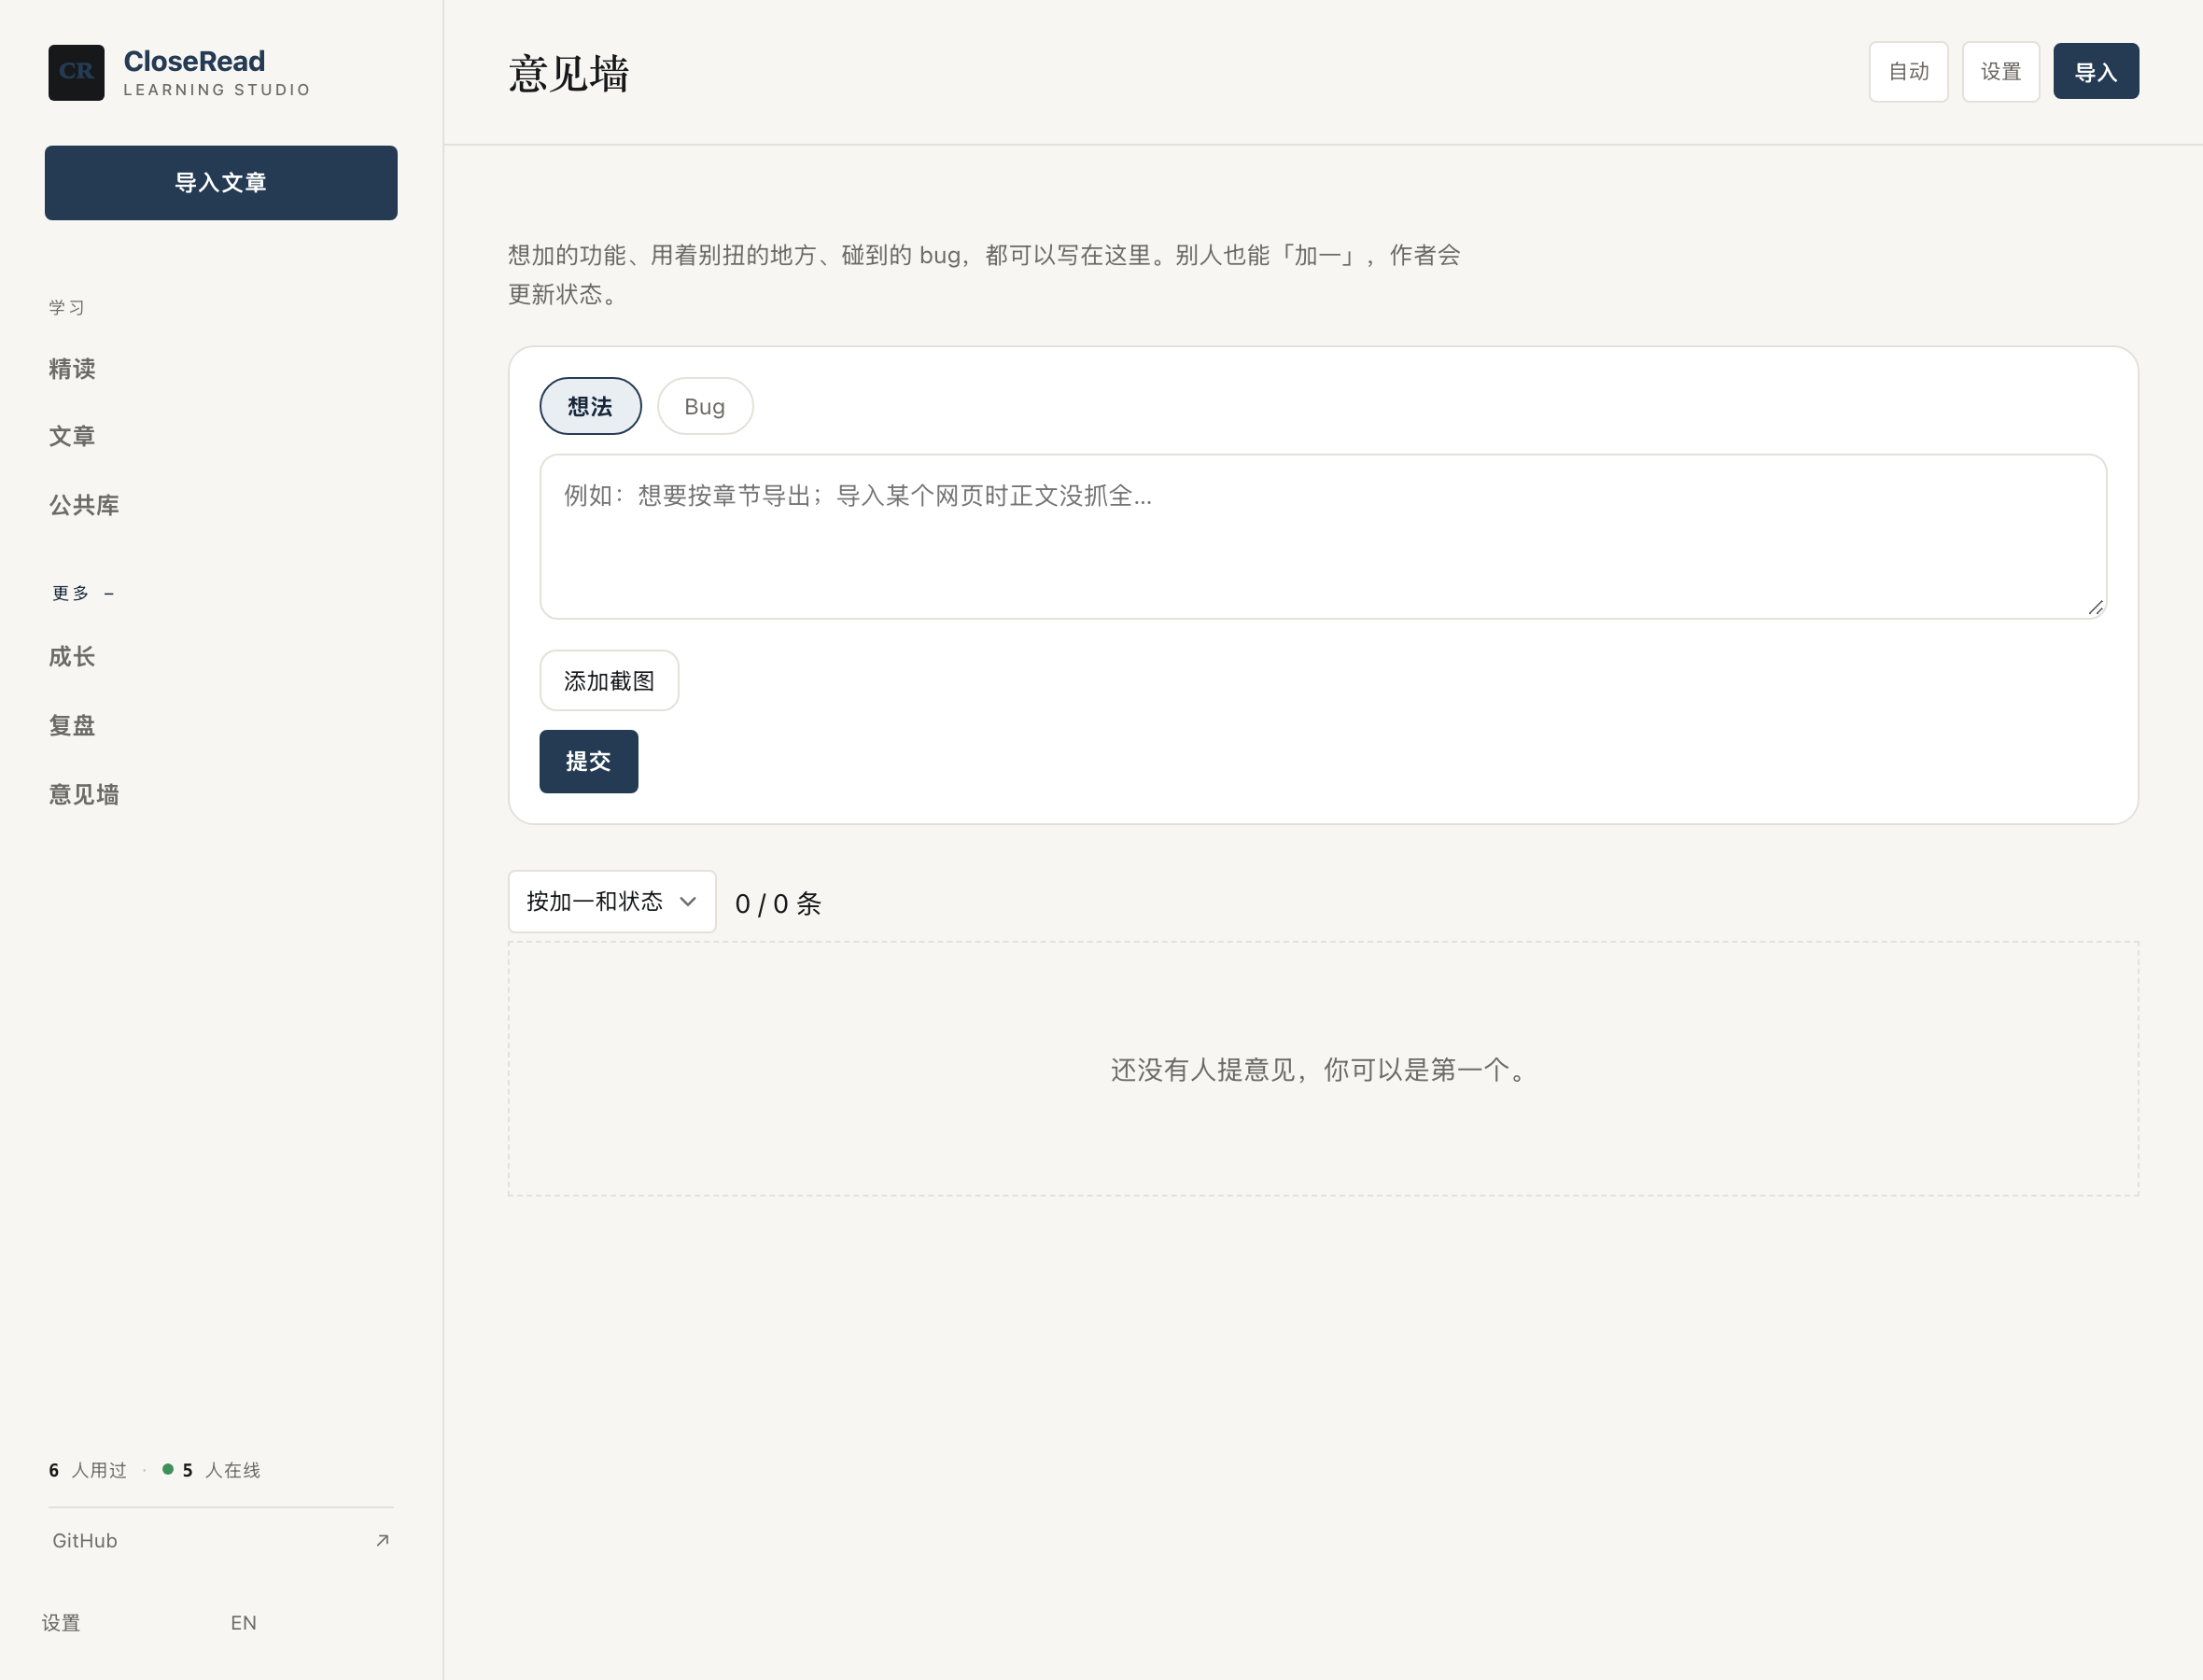 CR
CloseRead
LEARNING STUDIO
导入文章
学习
精读
文章
公共库
更多 –
成长
复盘
意见墙
6 人用过 · 5 人在线
GitHub ↗
设置
EN
意见墙
自动
设置
导入
想加的功能、用着别扭的地方、碰到的 bug，都可以写在这里。别人也能「加一」，作者会
更新状态。
想法
Bug
例如：想要按章节导出；导入某个网页时正文没抓全...
添加截图
提交
按加一和状态
0 / 0 条
还没有人提意见，你可以是第一个。